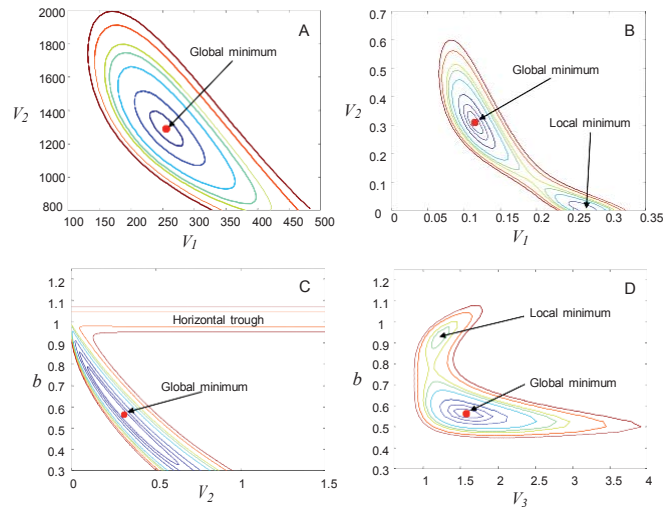 A
Global minimum
V2
2000
1800
1600
1400
1200
1000
800
100 150 200 250 300 350 400 450 500
V1
B
Global minimum
Local minimum
V2
0.7
0.6
0.5
0.4
0.3
0.2
0.1
0
0 0.05 0.1 0.15 0.20 0.25 0.3 0.35
V1
C
Horizontal trough
Global minimum
b
1.2
1.1
1
0.9
0.8
0.7
0.6
0.5
0.4
0.3
0 0.5 1 1.5
V2
D
Local minimum
Global minimum
b
1.2
1.1
1
0.9
0.8
0.7
0.6
0.5
0.4
0.3
1 1.5 2 2.5 3 3.5 4
V3